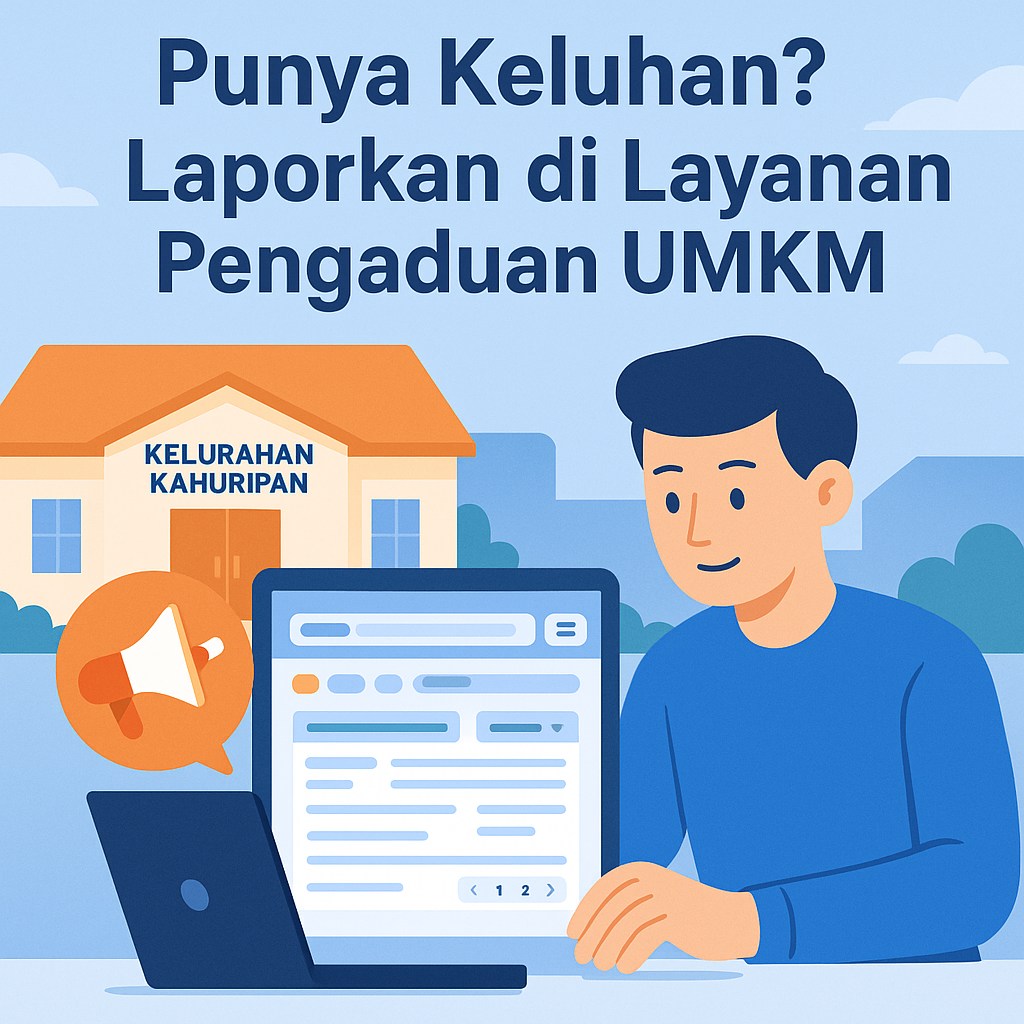 Punya Keluhan?
Laporkan di Layanan
Pengaduan UMKM
KELURAHAN
KAHURIPAN
< 1 2 >